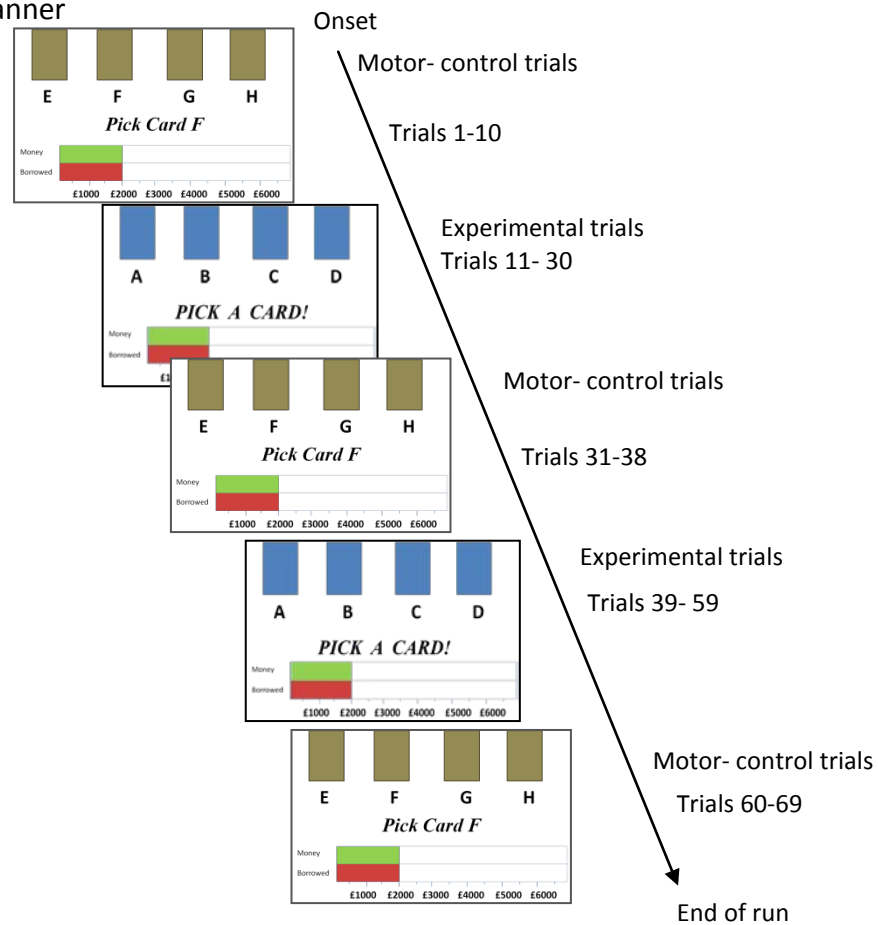 anner
Onset
Motor- control trials
Trials 1-10
E F G H
Pick Card F
Money
Borrowed
£1000 £2000 £3000 £4000 £5000 £6000
Experimental trials
Trials 11- 30
A B C D
PICK A CARD!
Money
Borrowed
£1
Motor- control trials
Trials 31-38
E F G H
Pick Card F
Money
Borrowed
£1000 £2000 £3000 £4000 £5000 £6000
Experimental trials
Trials 39- 59
A B C D
PICK A CARD!
Money
Borrowed
£1000 £2000 £3000 £4000 £5000 £6000
Motor- control trials
Trials 60-69
E F G H
Pick Card F
Money
Borrowed
£1000 £2000 £3000 £4000 £5000 £6000
End of run